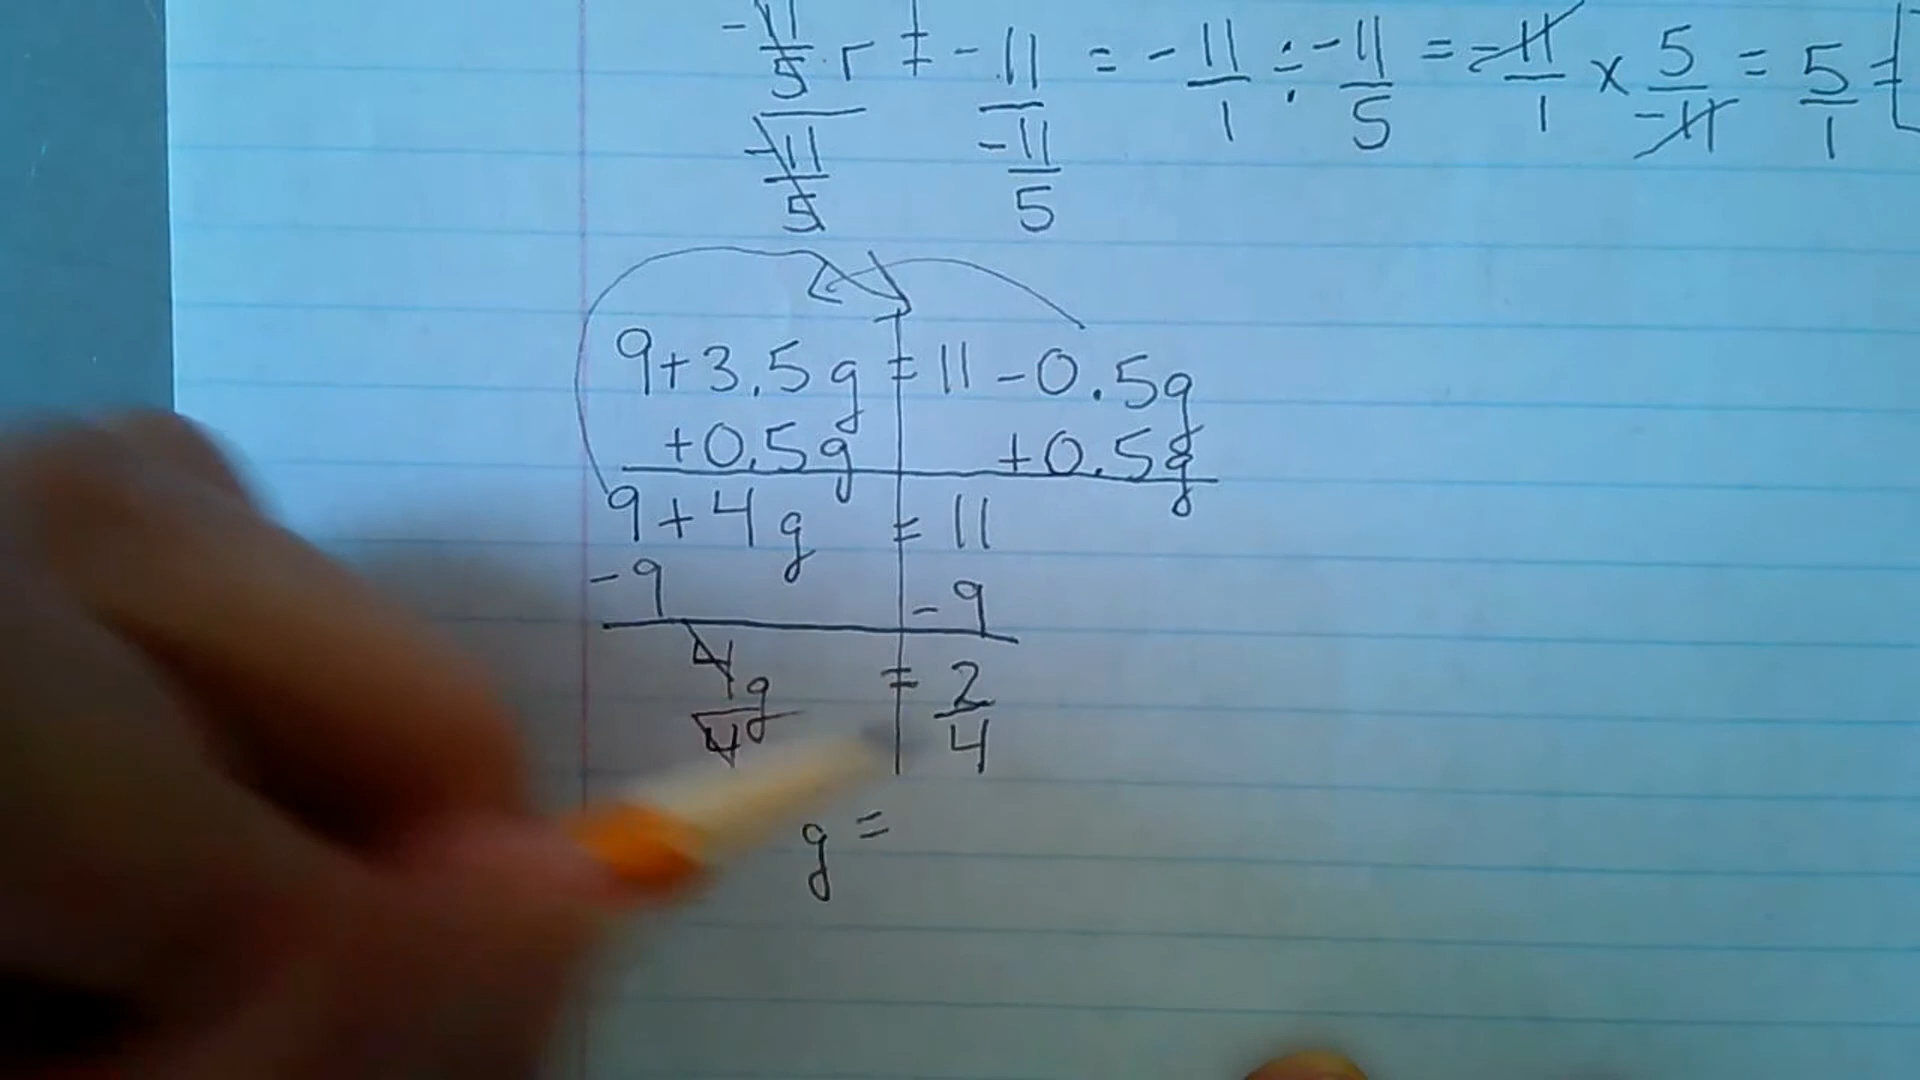 -11/5 · r = -11 = -11/1 ÷ -11/5 = -11/1 × 5/-11 = 5/1 =
-11/5 -11/5
9+3.5g = 11-0.5g
+0.5g +0.5g
9+4g = 11
-9 -9
4g/4 = 2/4
g =